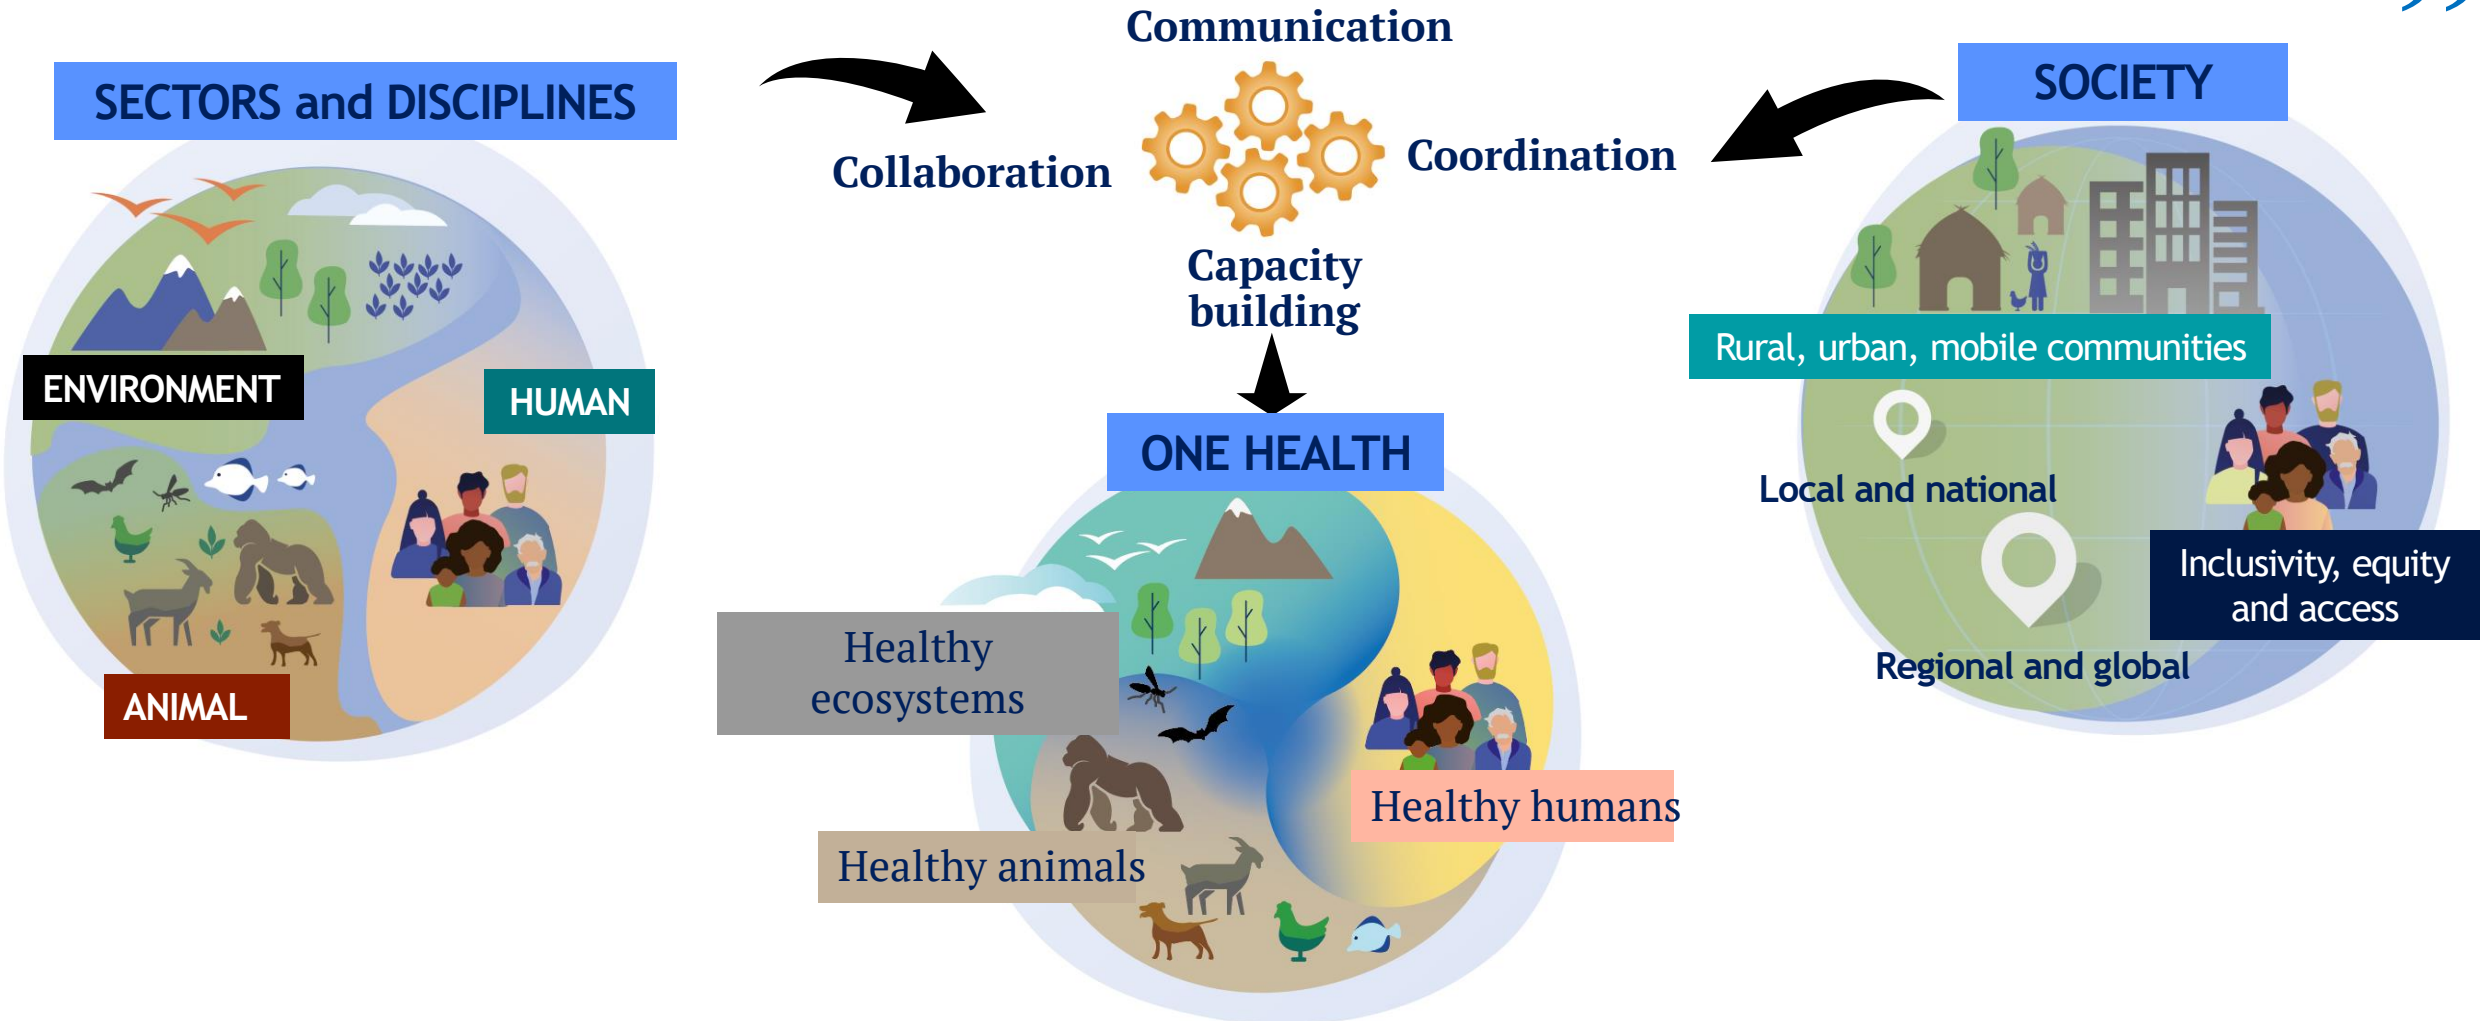 ”
SECTORS and DISCIPLINES
ENVIRONMENT
HUMAN
ANIMAL
Communication
Collaboration
Coordination
Capacity
building
ONE HEALTH
Healthy
ecosystems
Healthy animals
Healthy humans
SOCIETY
Rural, urban, mobile communities
Local and national
Inclusivity, equity
and access
Regional and global